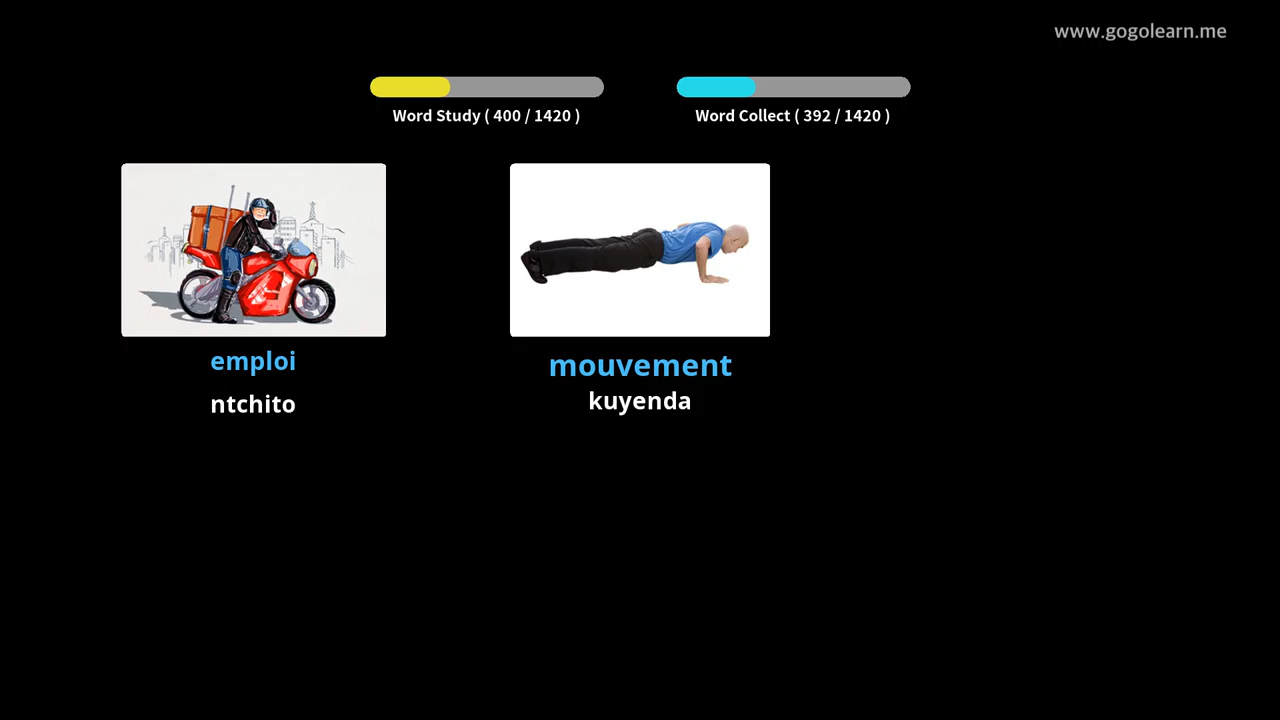 www.gogolearn.me
Word Study ( 400 / 1420 )
Word Collect ( 392 / 1420 )
emploi
ntchito
mouvement
kuyenda